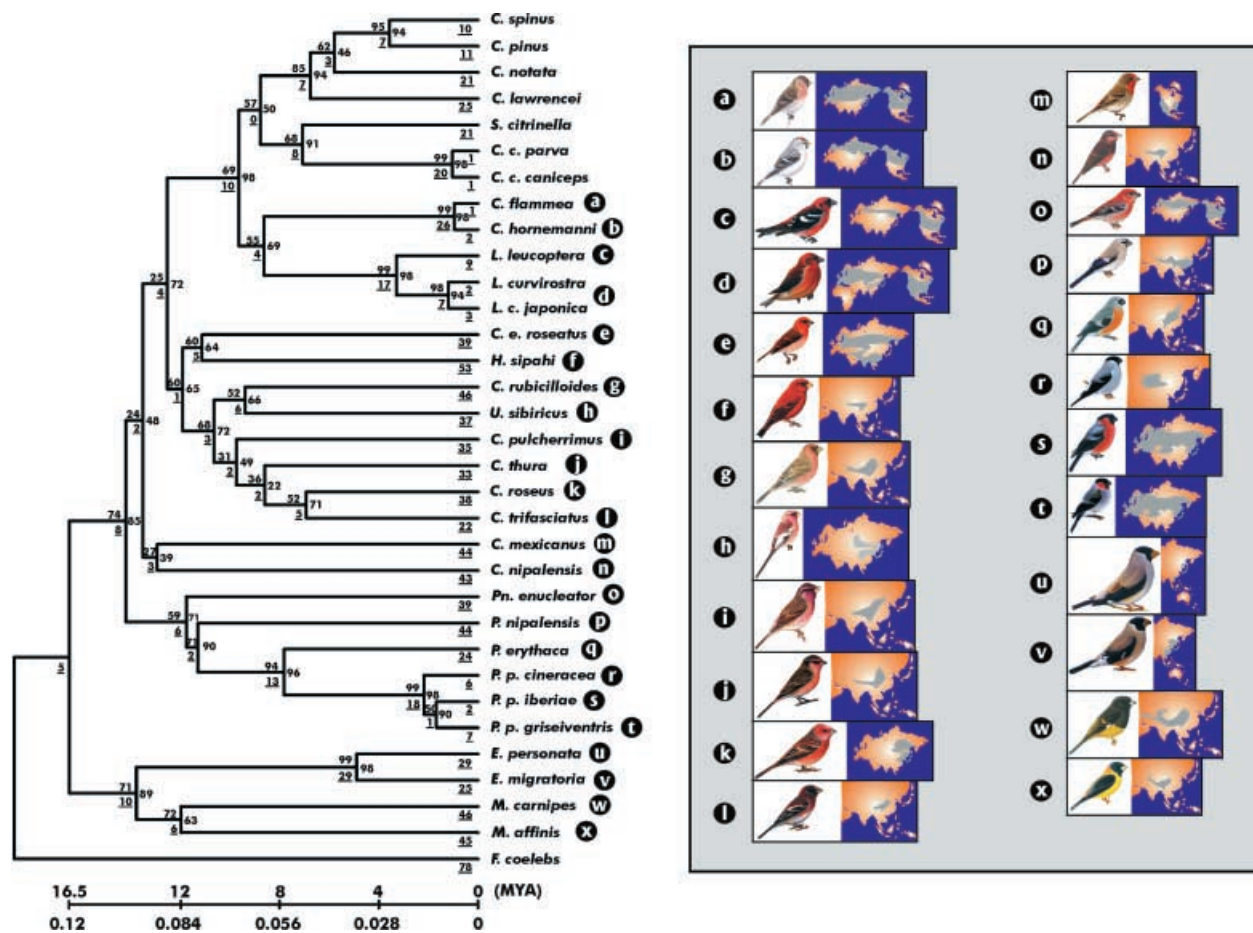 95 94 10 C. spinus
7
62 46 11 C. pinus
3
85 94 21 C. notata
7
57 50 25 C. lawrencei
0
68 91 21 S. citrinella
8
99 98 1 C. c. parva
20
69 98 1 C. c. caniceps
10
99 98 1 C. flammea a
26
55 69 2 C. hornemanni b
4
99 98 9 L. leucoptera c
17
98 94 2 L. curvirostra
7
d
3 L. c. japonica
25 72
4
60 64 39 C. e. roseatus e
5
53 H. sipahi f
60 65
1
52 66 46 C. rubicilloides g
6
37 U. sibiricus h
68 72
3
24 48
2
31 49 35 C. pulcherrimus i
2
36 22 33 C. thura j
2
52 71 38 C. roseus k
5
22 C. trifasciatus l
74 85
8
27 39 44 C. mexicanus m
3
43 C. nipalensis n
59 71 39 Pn. enucleator o
6
71 90 44 P. nipalensis p
2
94 96 24 P. erythaca q
13
99 98 6 P. p. cineracea r
18
50 90 2 P. p. iberiae s
1
7 P. p. griseiventris t
5
99 98 29 E. personata u
29
25 E. migratoria v
71 89
10
72 63 46 M. carnipes w
6
45 M. affinis x
78 F. coelebs
16.5 12 8 4 0 (MYA)
0.12 0.084 0.056 0.028 0
a
b
c
d
e
f
g
h
i
j
k
l
m
n
o
p
q
r
s
t
u
v
w
x